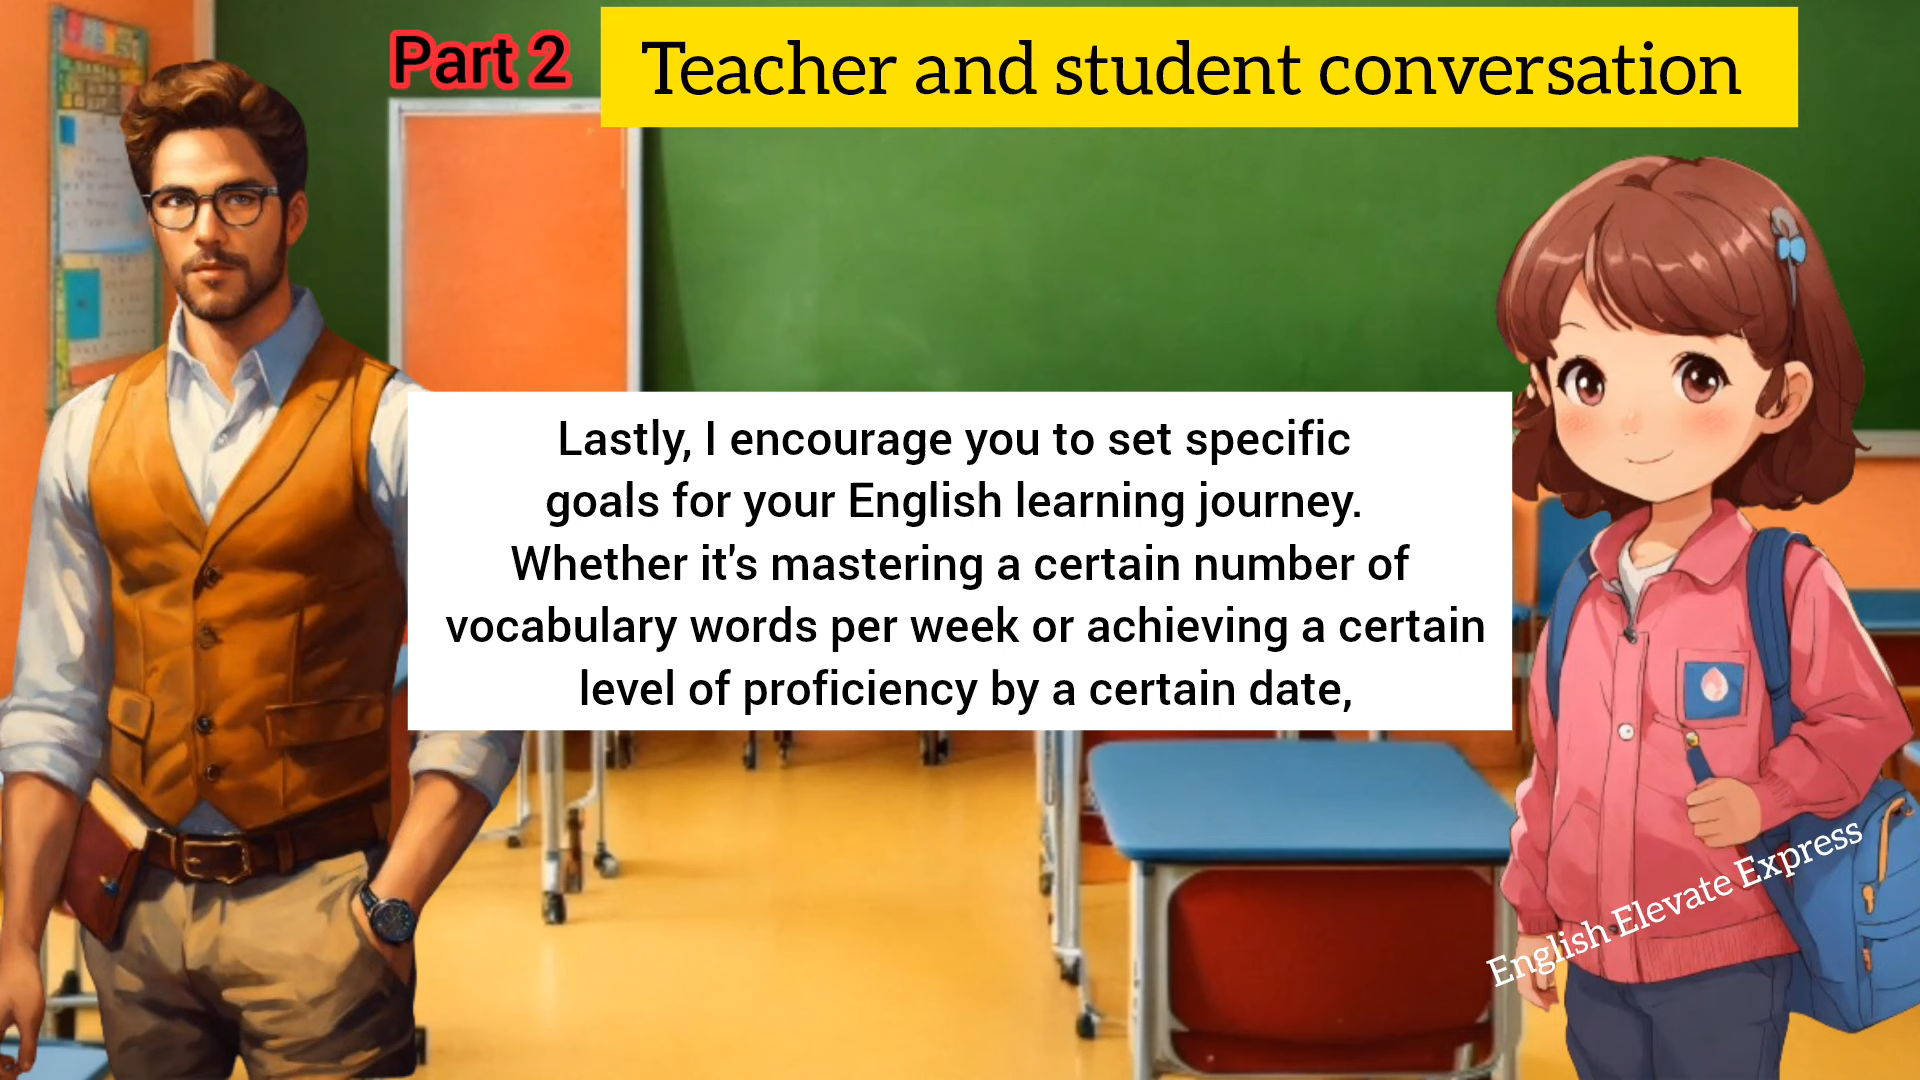 Part 2
Teacher and student conversation
Lastly, I encourage you to set specific
goals for your English learning journey.
Whether it's mastering a certain number of
vocabulary words per week or achieving a certain
level of proficiency by a certain date,
English Elevate Express